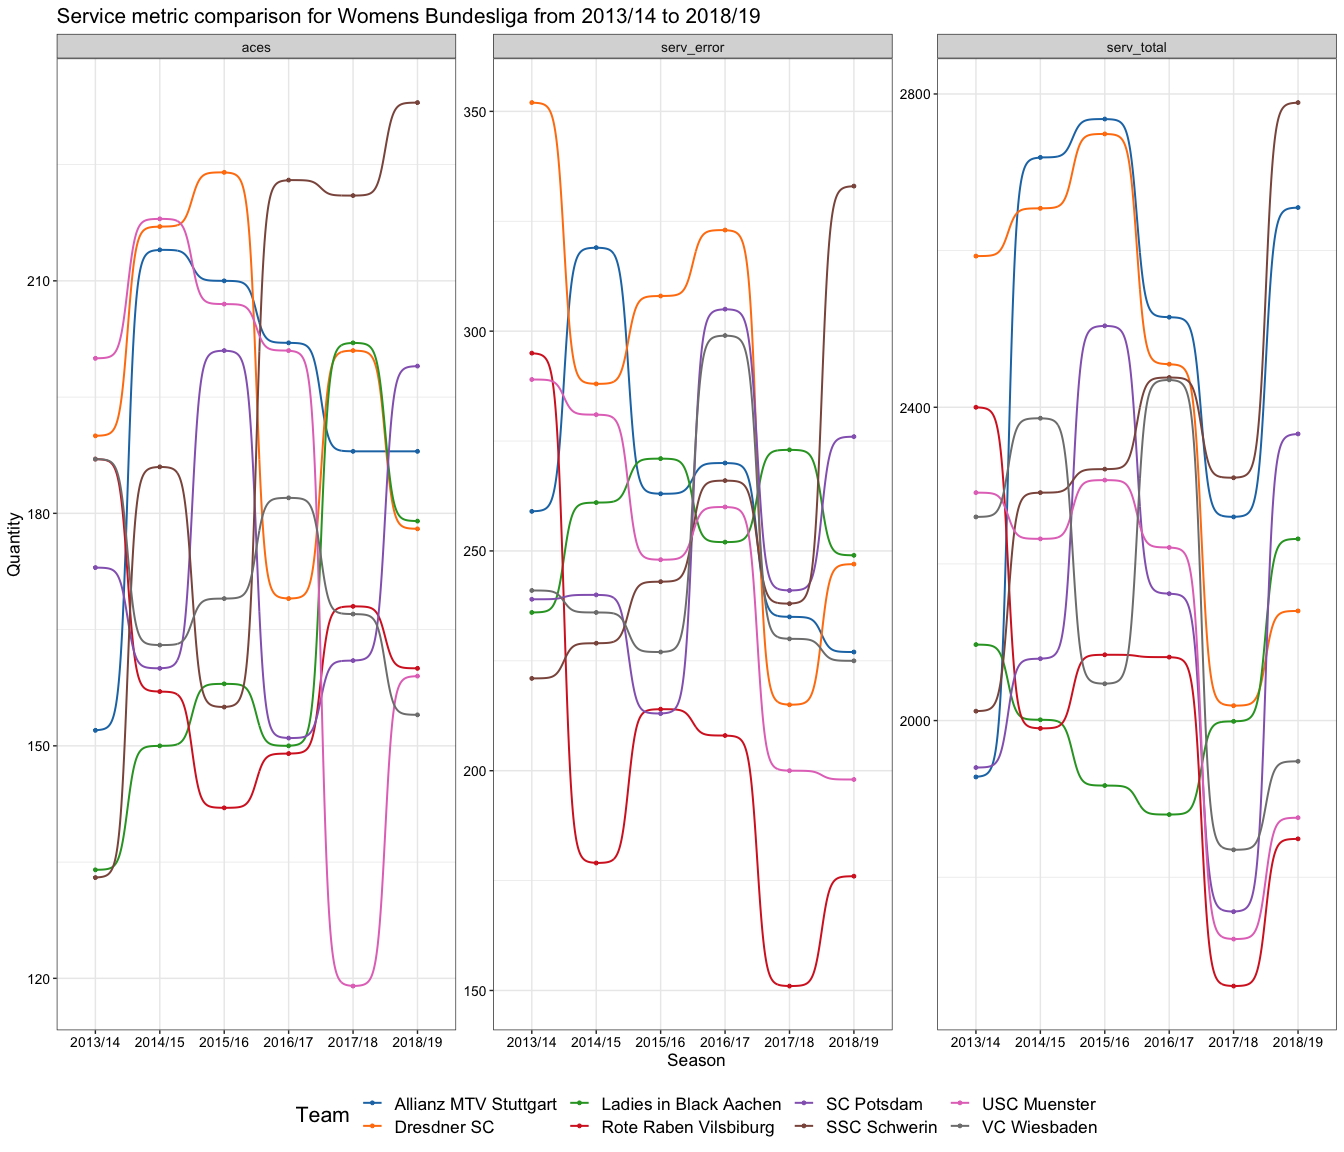 Service metric comparison for Womens Bundesliga from 2013/14 to 2018/19
aces
serv_error
serv_total
Quantity
210
180
150
120
350
300
250
200
150
2800
2400
2000
2013/14 2014/15 2015/16 2016/17 2017/18 2018/19
2013/14 2014/15 2015/16 2016/17 2017/18 2018/19
2013/14 2014/15 2015/16 2016/17 2017/18 2018/19
Season
Team
Allianz MTV Stuttgart Ladies in Black Aachen SC Potsdam USC Muenster
Dresdner SC Rote Raben Vilsbiburg SSC Schwerin VC Wiesbaden